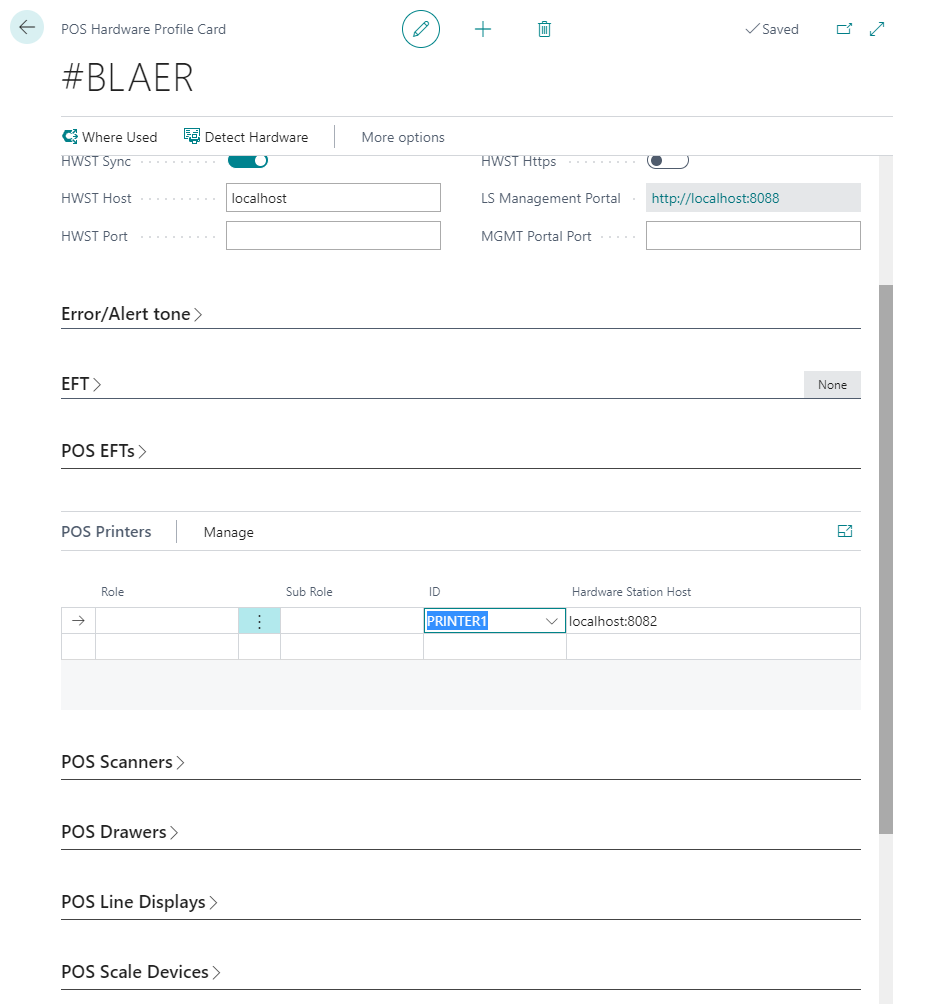 POS Hardware Profile Card
Saved
#BLAER
Where Used
Detect Hardware
More options
HWST Sync
HWST Https
HWST Host
localhost
LS Management Portal
http://localhost:8088
HWST Port
MGMT Portal Port
Error/Alert tone
EFT
None
POS EFTs
POS Printers
Manage
Role
Sub Role
ID
Hardware Station Host
PRINTER1
localhost:8082
POS Scanners
POS Drawers
POS Line Displays
POS Scale Devices